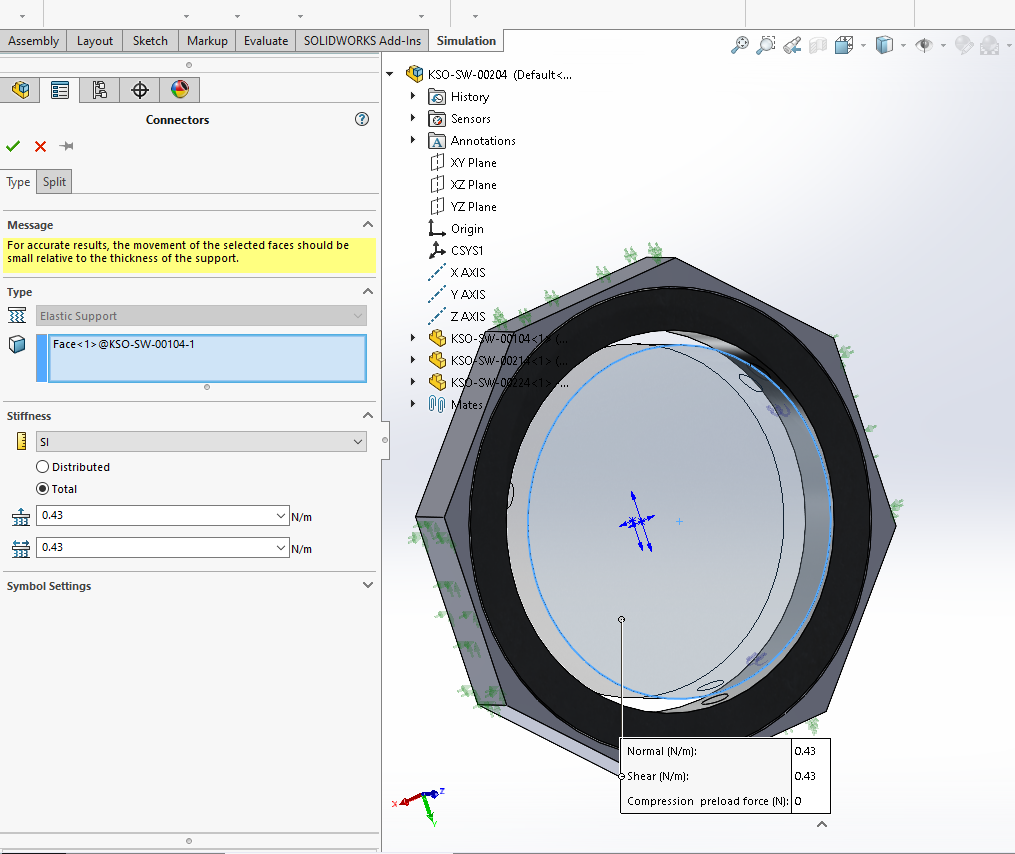 Assembly
Layout
Sketch
Markup
Evaluate
SOLIDWORKS Add-Ins
Simulation
Connectors
Type
Split
Message
For accurate results, the movement of the selected faces should be
small relative to the thickness of the support.
Type
Elastic Support
Face<1>@KSO-SW-00104-1
Stiffness
SI
Distributed
Total
0.43 N/m
0.43 N/m
Symbol Settings
KSO-SW-00204 (Default<...
History
Sensors
Annotations
XY Plane
XZ Plane
YZ Plane
Origin
CSYS1
X AXIS
Y AXIS
Z AXIS
KSO-SW-00104<1> (...
KSO-SW-00214<1> (...
KSO-SW-00224<1> -...
Mates
Normal (N/m): 0.43
Shear (N/m): 0.43
Compression preload force (N): 0
X
Y
Z